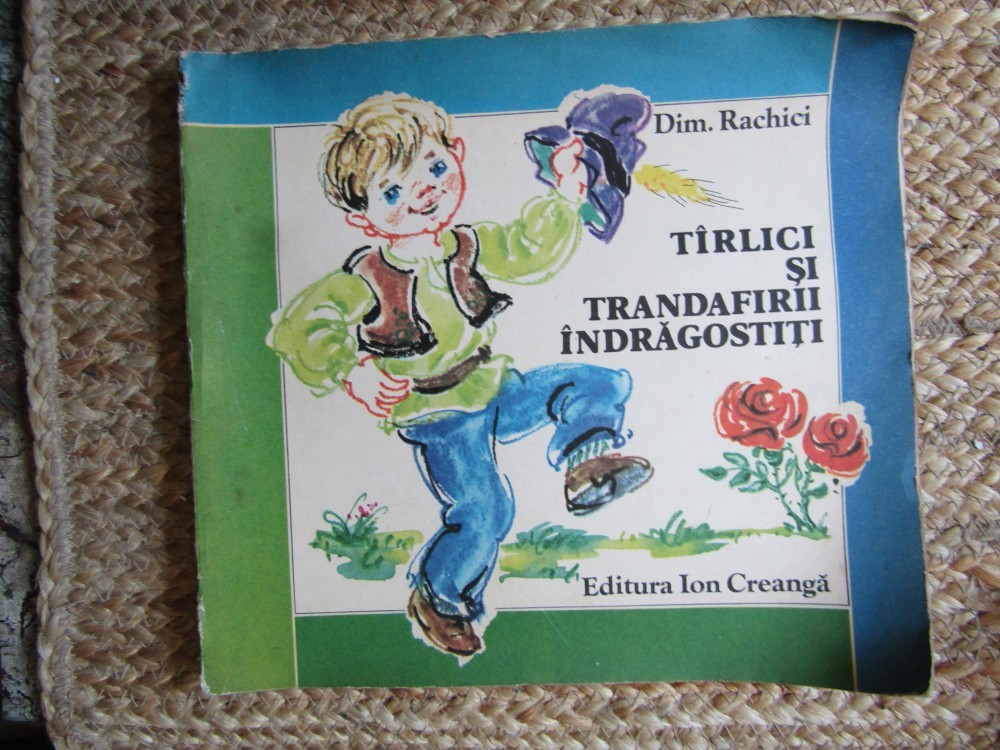 Dim. Rachici
TÎRLICI
ȘI
TRANDAFIRII
ÎNDRĂGOSTIȚI
Editura Ion Creangă